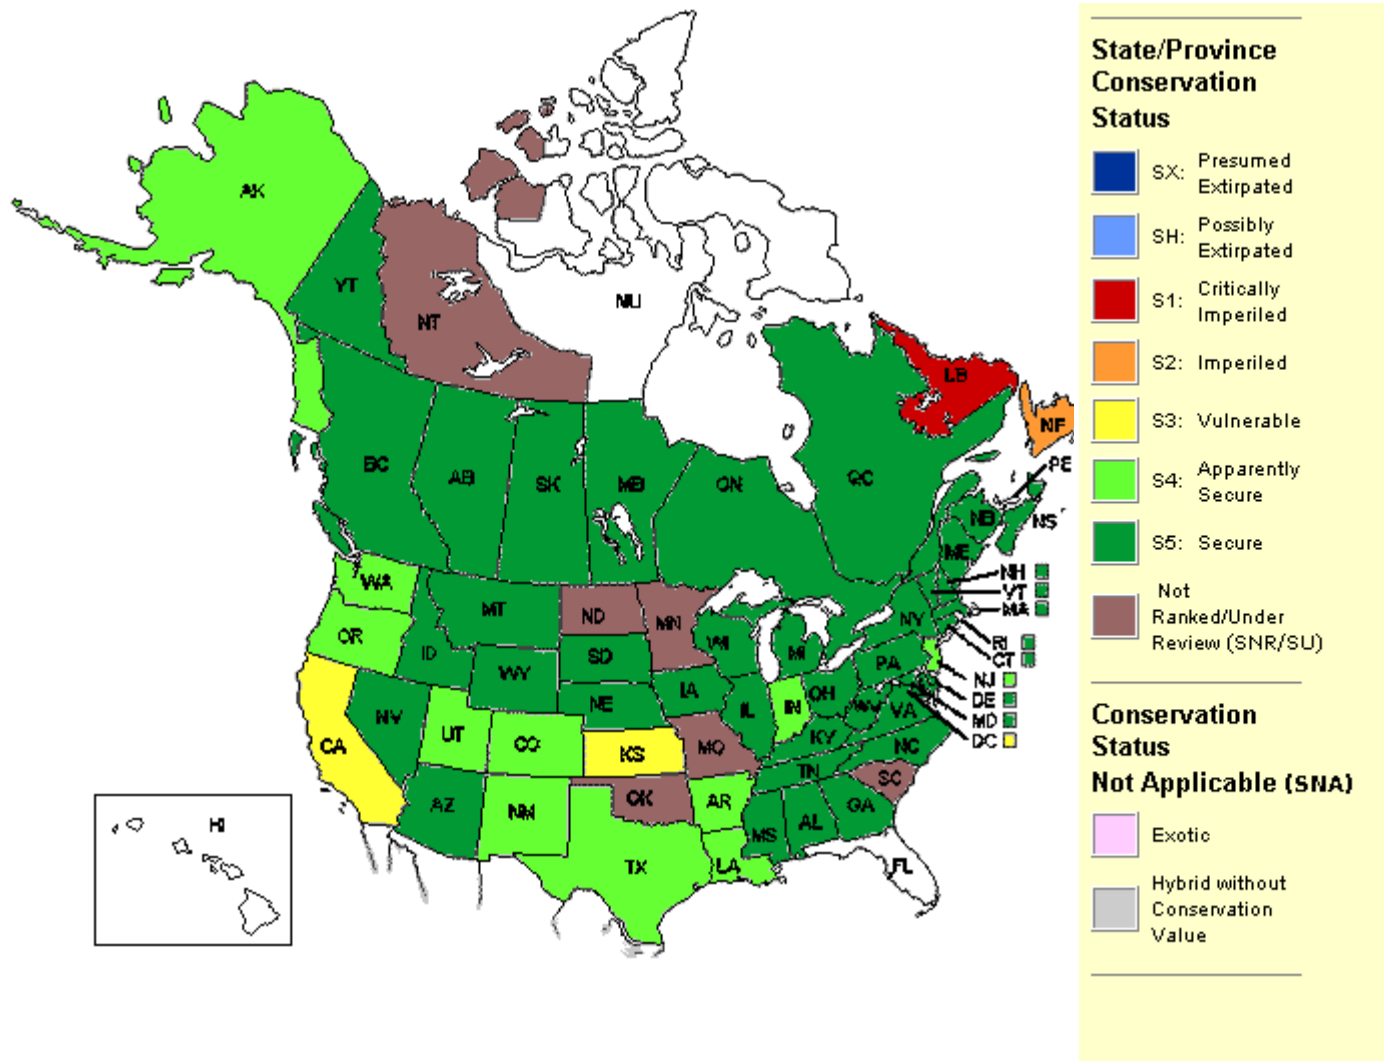 AK
YT
NT
NU
LB
NF
BC
AB
SK
MB
ON
QC
PE
NB
NS
ME
NH
VT
MA
WA
MT
ND
MN
OR
ID
SD
WI
MI
NY
RI
CT
PA
NJ
WY
IA
NE
IL
IN
OH
WV
VA
DE
MD
DC
NV
UT
CO
KS
MO
KY
CA
NC
TN
SC
AZ
NM
OK
AR
MS
AL
GA
HI
TX
LA
FL
State/Province
Conservation
Status
SX: Presumed
Extirpated
SH: Possibly
Extirpated
S1: Critically
Imperiled
S2: Imperiled
S3: Vulnerable
S4: Apparently
Secure
S5: Secure
Not
Ranked/Under
Review (SNR/SU)
Conservation
Status
Not Applicable (SNA)
Exotic
Hybrid without
Conservation
Value